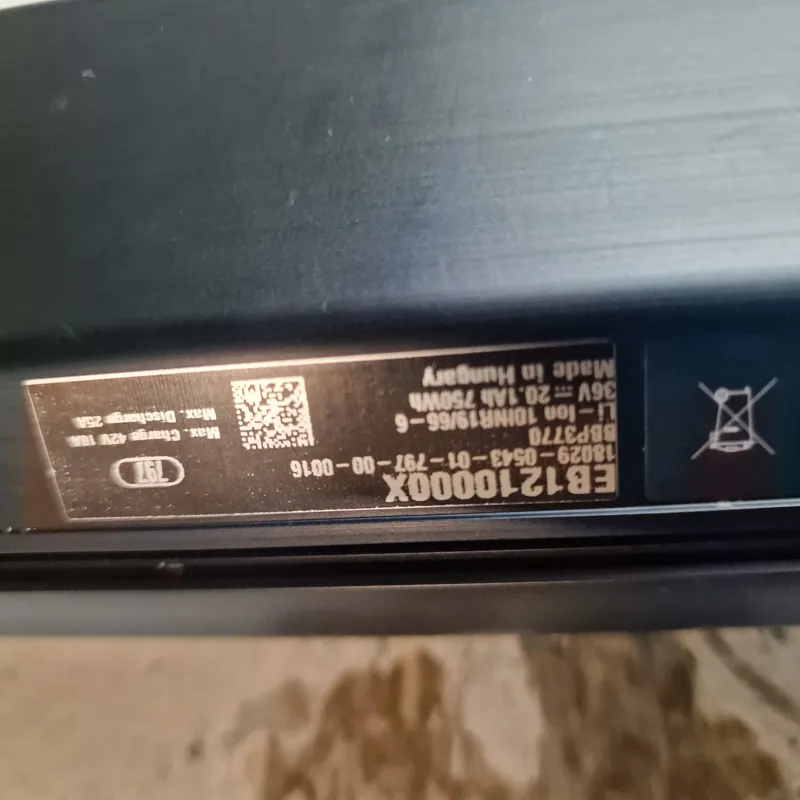 EB1210000X
18029-0543-01-797-00-0016
BBP3770
Li-Ion 10INR19/66-6
36V ⎓ 20.1Ah 750Wh
Made in Hungary
797
Max. Charge 42V 10A
Max. Discharge 25A